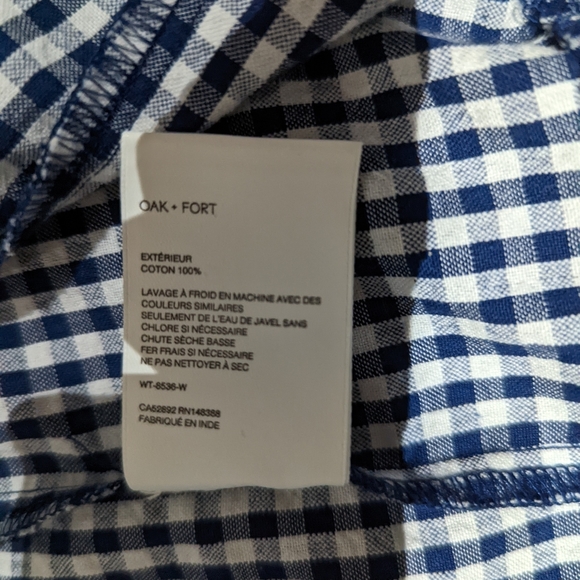 OAK + FORT
EXTÉRIEUR
COTON 100%
LAVAGE À FROID EN MACHINE AVEC DES
COULEURS SIMILAIRES
SEULEMENT DE L'EAU DE JAVEL SANS
CHLORE SI NÉCESSAIRE
CHUTE SÈCHE BASSE
FER FRAIS SI NÉCESSAIRE
NE PAS NETTOYER À SEC
WT-8536-W
CA52892 RN148358
FABRIQUÉ EN INDE